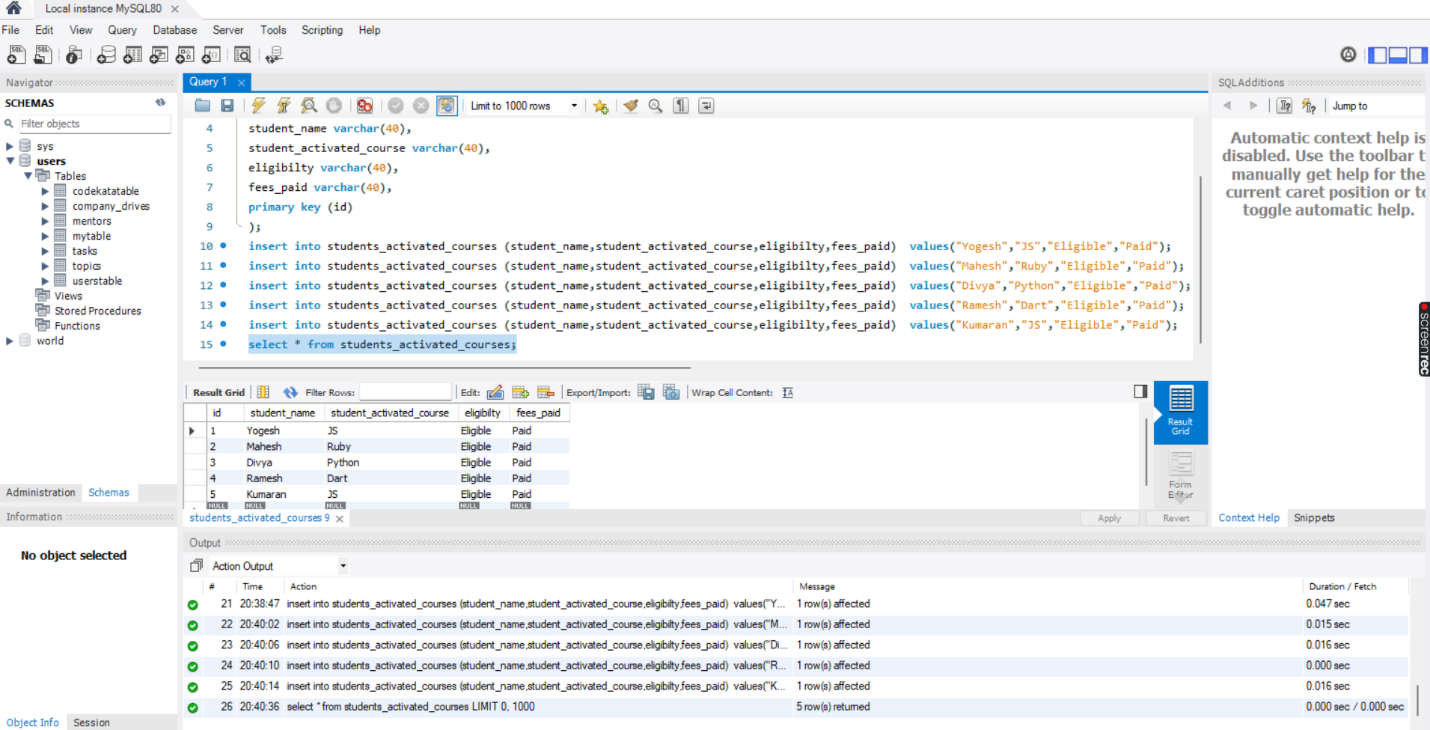 Local instance MySQL80
File Edit View Query Database Server Tools Scripting Help
Navigator
SCHEMAS
Filter objects
sys
users
Tables
codekatatable
company_drives
mentors
mytable
tasks
topics
userstable
Views
Stored Procedures
Functions
world
Administration Schemas
Information
No object selected
Object Info Session
Query 1
Limit to 1000 rows
4 student_name varchar(40),
5 student_activated_course varchar(40),
6 eligibilty varchar(40),
7 fees_paid varchar(40),
8 primary key (id)
9 );
10 insert into students_activated_courses (student_name,student_activated_course,eligibilty,fees_paid) values("Yogesh","JS","Eligible","Paid");
11 insert into students_activated_courses (student_name,student_activated_course,eligibilty,fees_paid) values("Mahesh","Ruby","Eligible","Paid");
12 insert into students_activated_courses (student_name,student_activated_course,eligibilty,fees_paid) values("Divya","Python","Eligible","Paid");
13 insert into students_activated_courses (student_name,student_activated_course,eligibilty,fees_paid) values("Ramesh","Dart","Eligible","Paid");
14 insert into students_activated_courses (student_name,student_activated_course,eligibilty,fees_paid) values("Kumaran","JS","Eligible","Paid");
15 select * from students_activated_courses;
Result Grid Filter Rows: Edit: Export/Import: Wrap Cell Content:
id student_name student_activated_course eligibilty fees_paid
1 Yogesh JS Eligible Paid
2 Mahesh Ruby Eligible Paid
3 Divya Python Eligible Paid
4 Ramesh Dart Eligible Paid
5 Kumaran JS Eligible Paid
NULL NULL NULL NULL NULL
Result Grid
Form Editor
students_activated_courses 9
Apply Revert
SQLAdditions
Jump to
Automatic context help is
disabled. Use the toolbar t
manually get help for the
current caret position or to
toggle automatic help.
Context Help Snippets
screenrec
Output
Action Output
# Time Action Message Duration / Fetch
21 20:38:47 insert into students_activated_courses (student_name,student_activated_course,eligibilty,fees_paid) values("Y... 1 row(s) affected 0.047 sec
22 20:40:02 insert into students_activated_courses (student_name,student_activated_course,eligibilty,fees_paid) values("M... 1 row(s) affected 0.015 sec
23 20:40:06 insert into students_activated_courses (student_name,student_activated_course,eligibilty,fees_paid) values("Di... 1 row(s) affected 0.016 sec
24 20:40:10 insert into students_activated_courses (student_name,student_activated_course,eligibilty,fees_paid) values("R... 1 row(s) affected 0.000 sec
25 20:40:14 insert into students_activated_courses (student_name,student_activated_course,eligibilty,fees_paid) values("K... 1 row(s) affected 0.016 sec
26 20:40:36 select * from students_activated_courses LIMIT 0, 1000 5 row(s) returned 0.000 sec / 0.000 sec